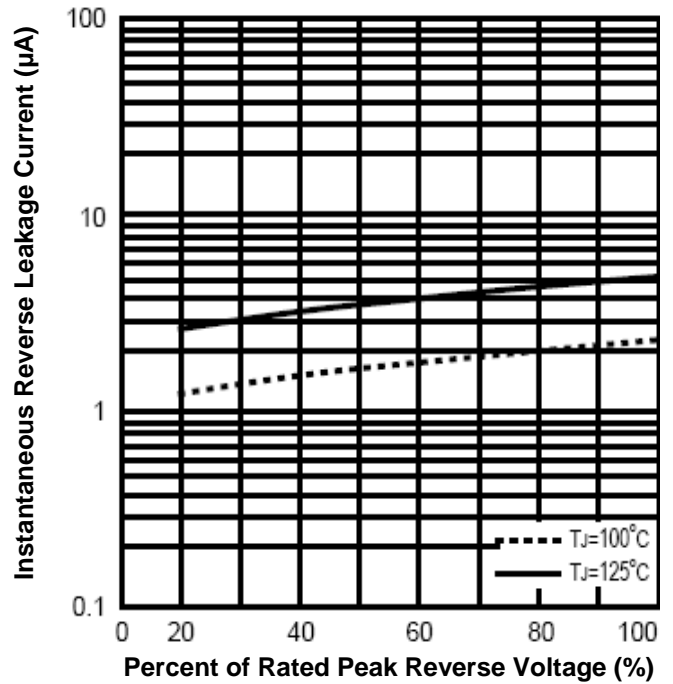 Instantaneous Reverse Leakage Current (µA)
100
10
1
0.1
TJ=100°C
TJ=125°C
0 20 40 60 80 100
Percent of Rated Peak Reverse Voltage (%)